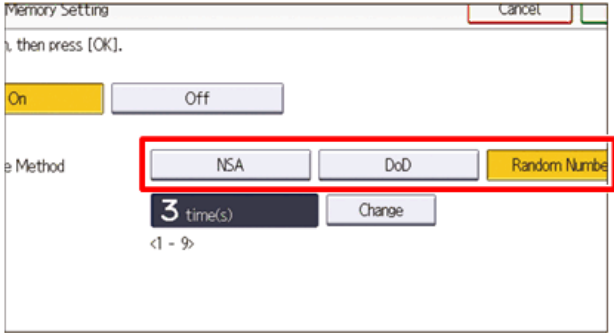 Memory Setting Cancel
, then press [OK].
On Off
e Method NSA DoD Random Numbe
3 time(s) Change
<1 - 9>